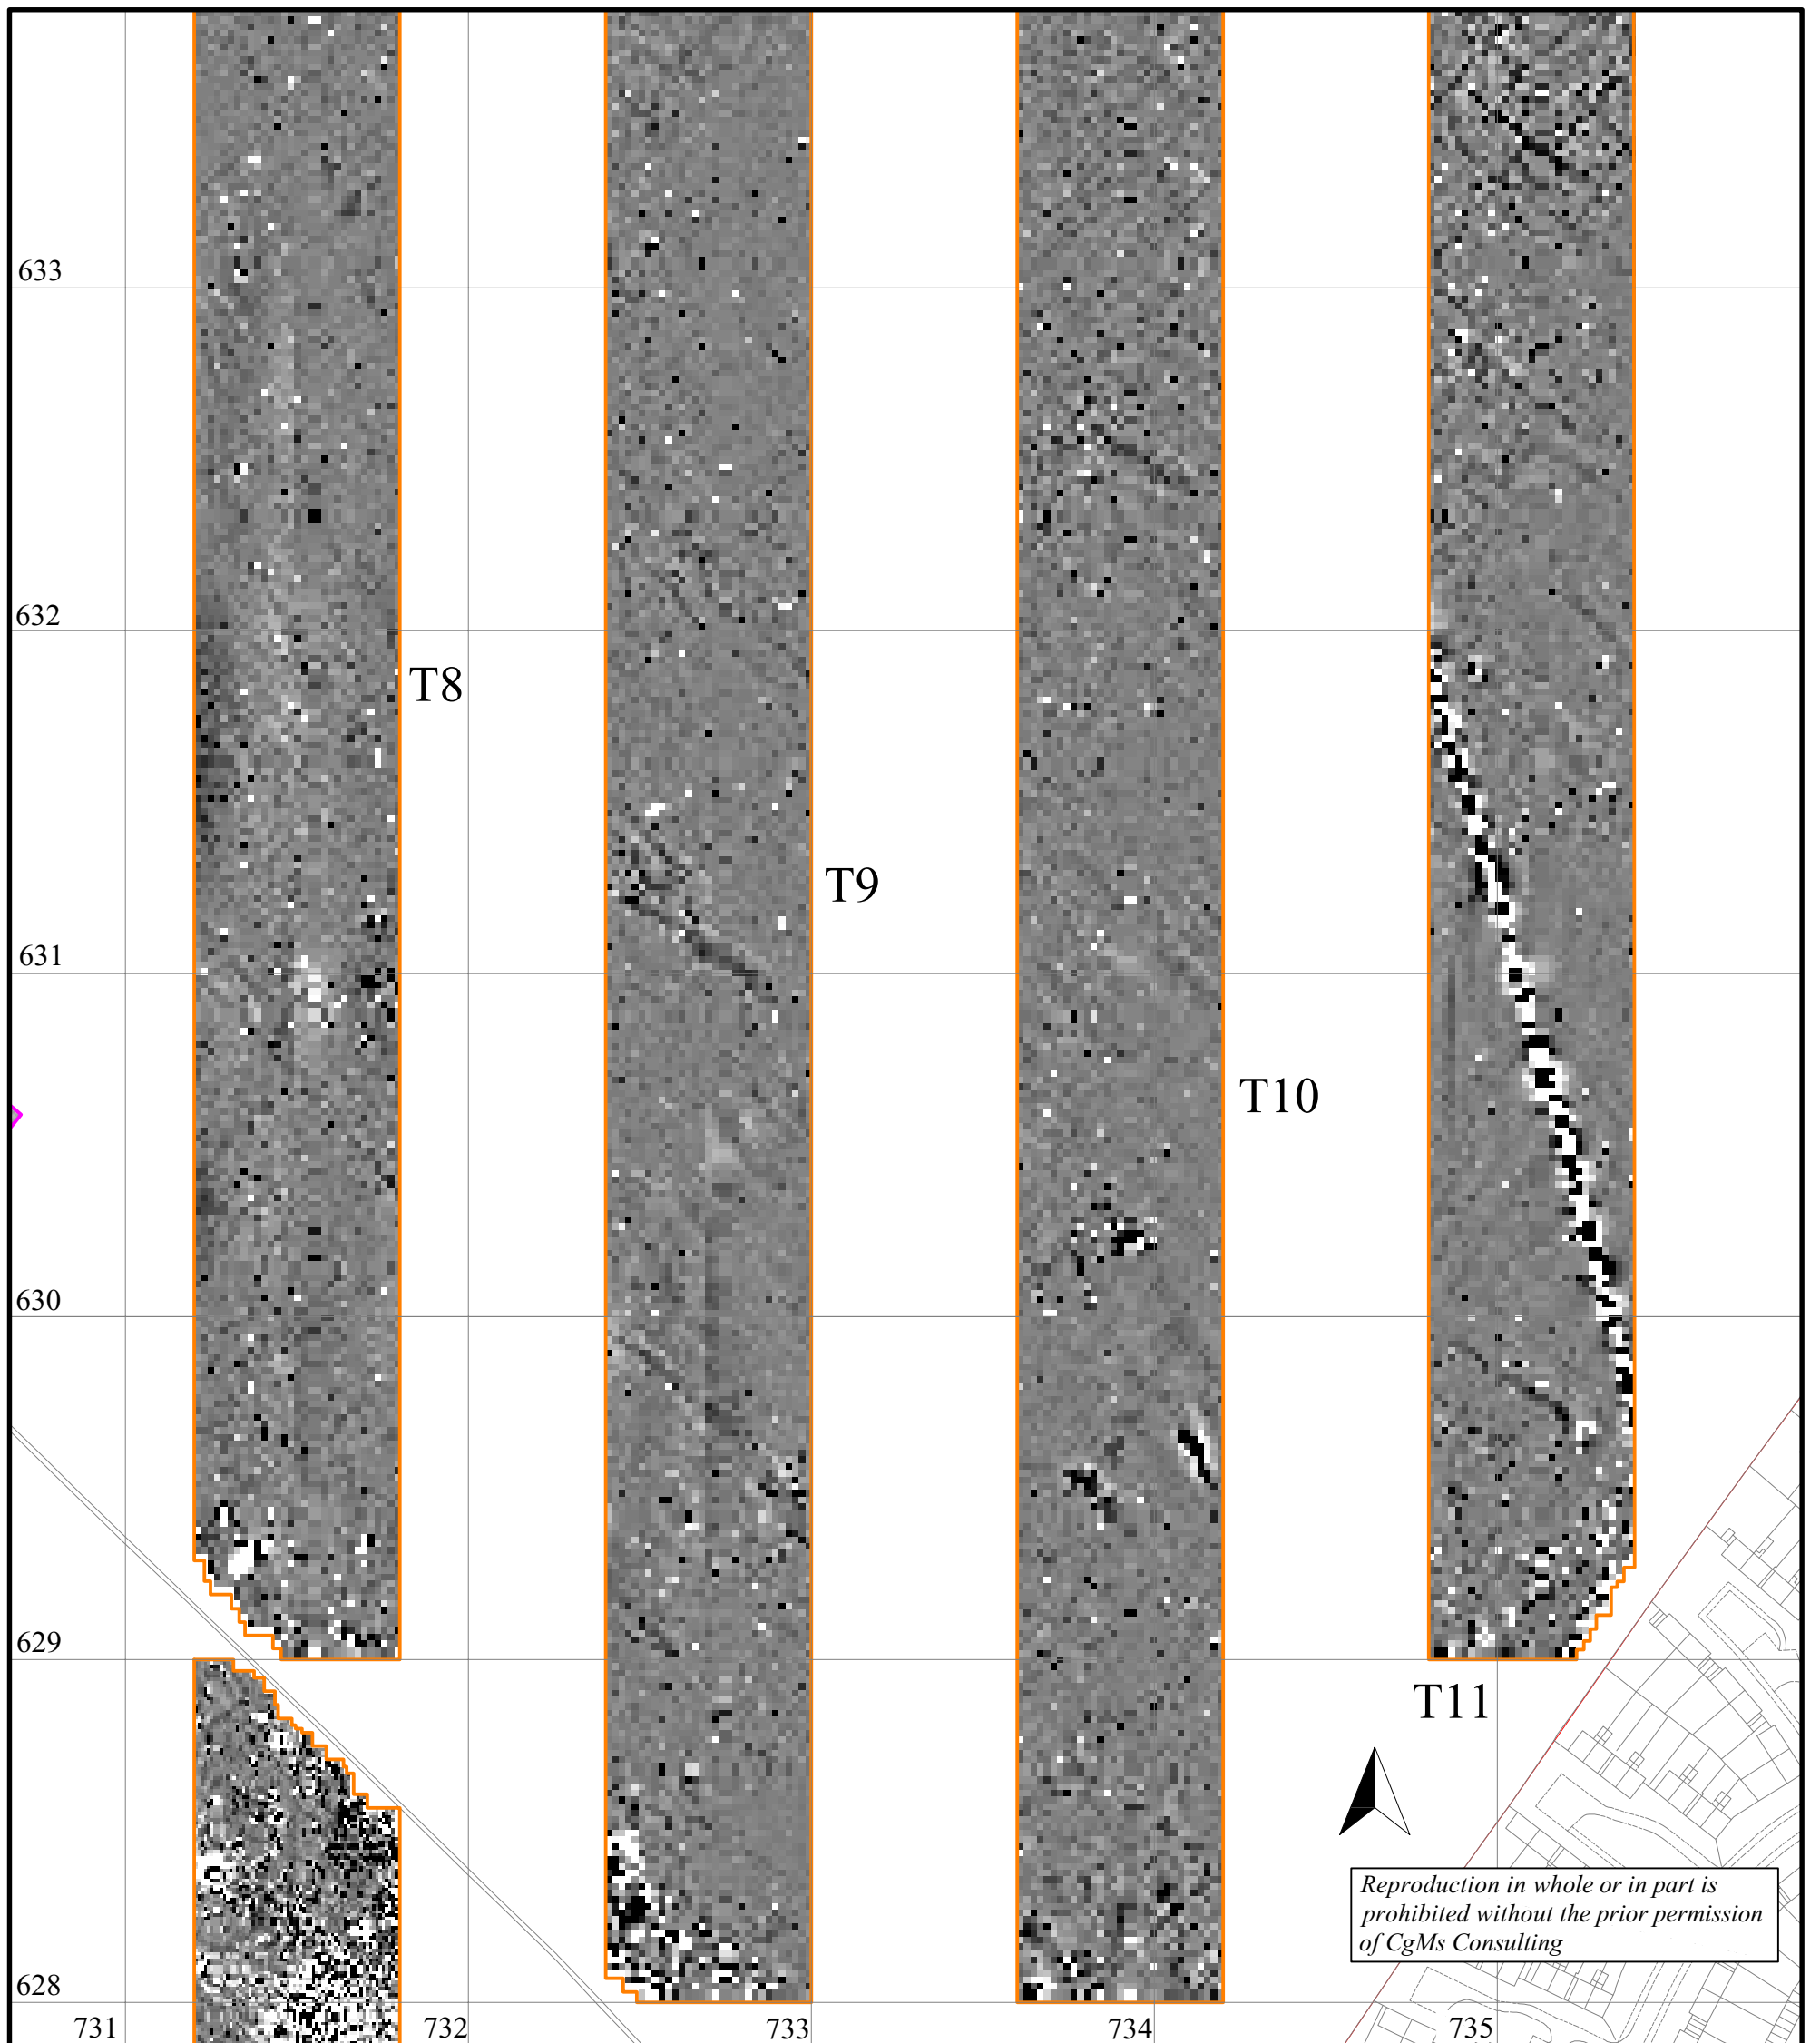 633
632
T8
T9
631
T10
630
629
T11
Reproduction in whole or in part is
prohibited without the prior permission
of CgMs Consulting
628
731
732
733
734
735